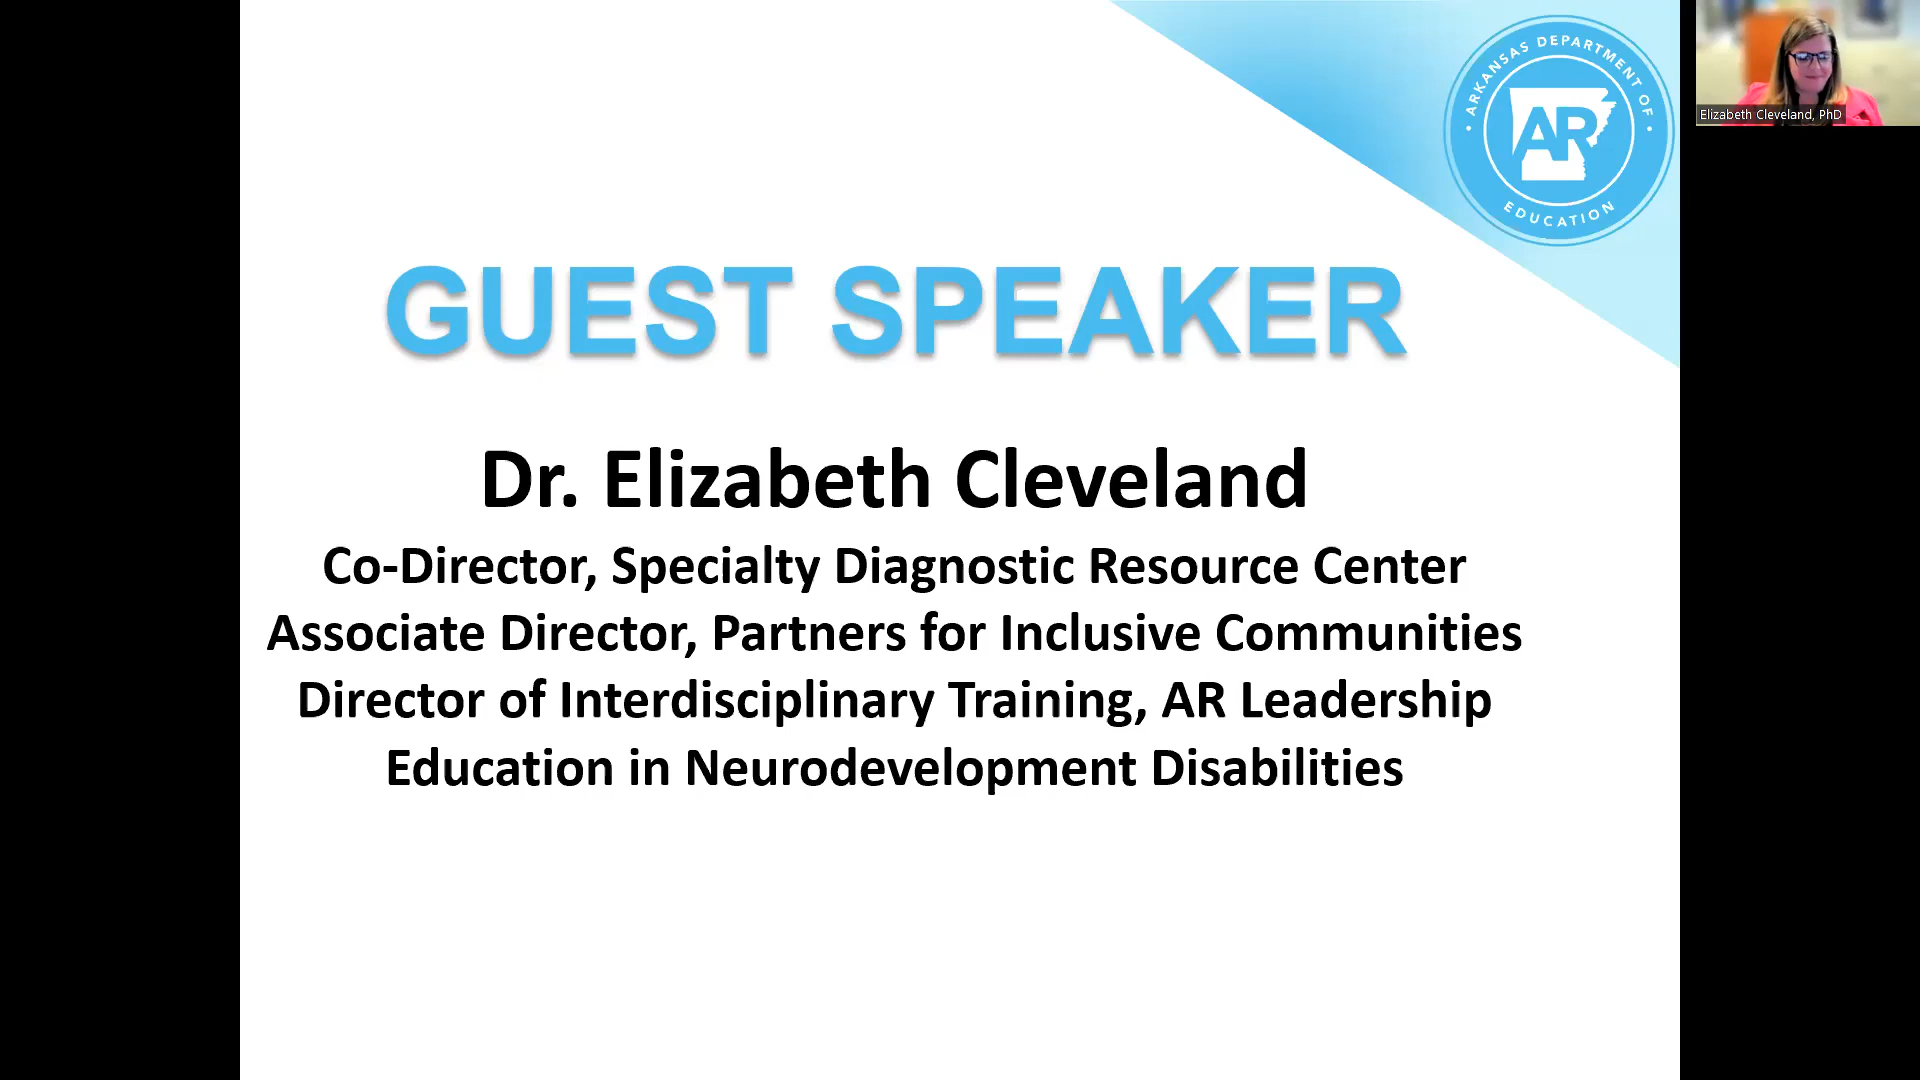 ARKANSAS DEPARTMENT OF
AR
EDUCATION
Elizabeth Cleveland, PhD
GUEST SPEAKER
Dr. Elizabeth Cleveland
Co-Director, Specialty Diagnostic Resource Center
Associate Director, Partners for Inclusive Communities
Director of Interdisciplinary Training, AR Leadership
Education in Neurodevelopment Disabilities